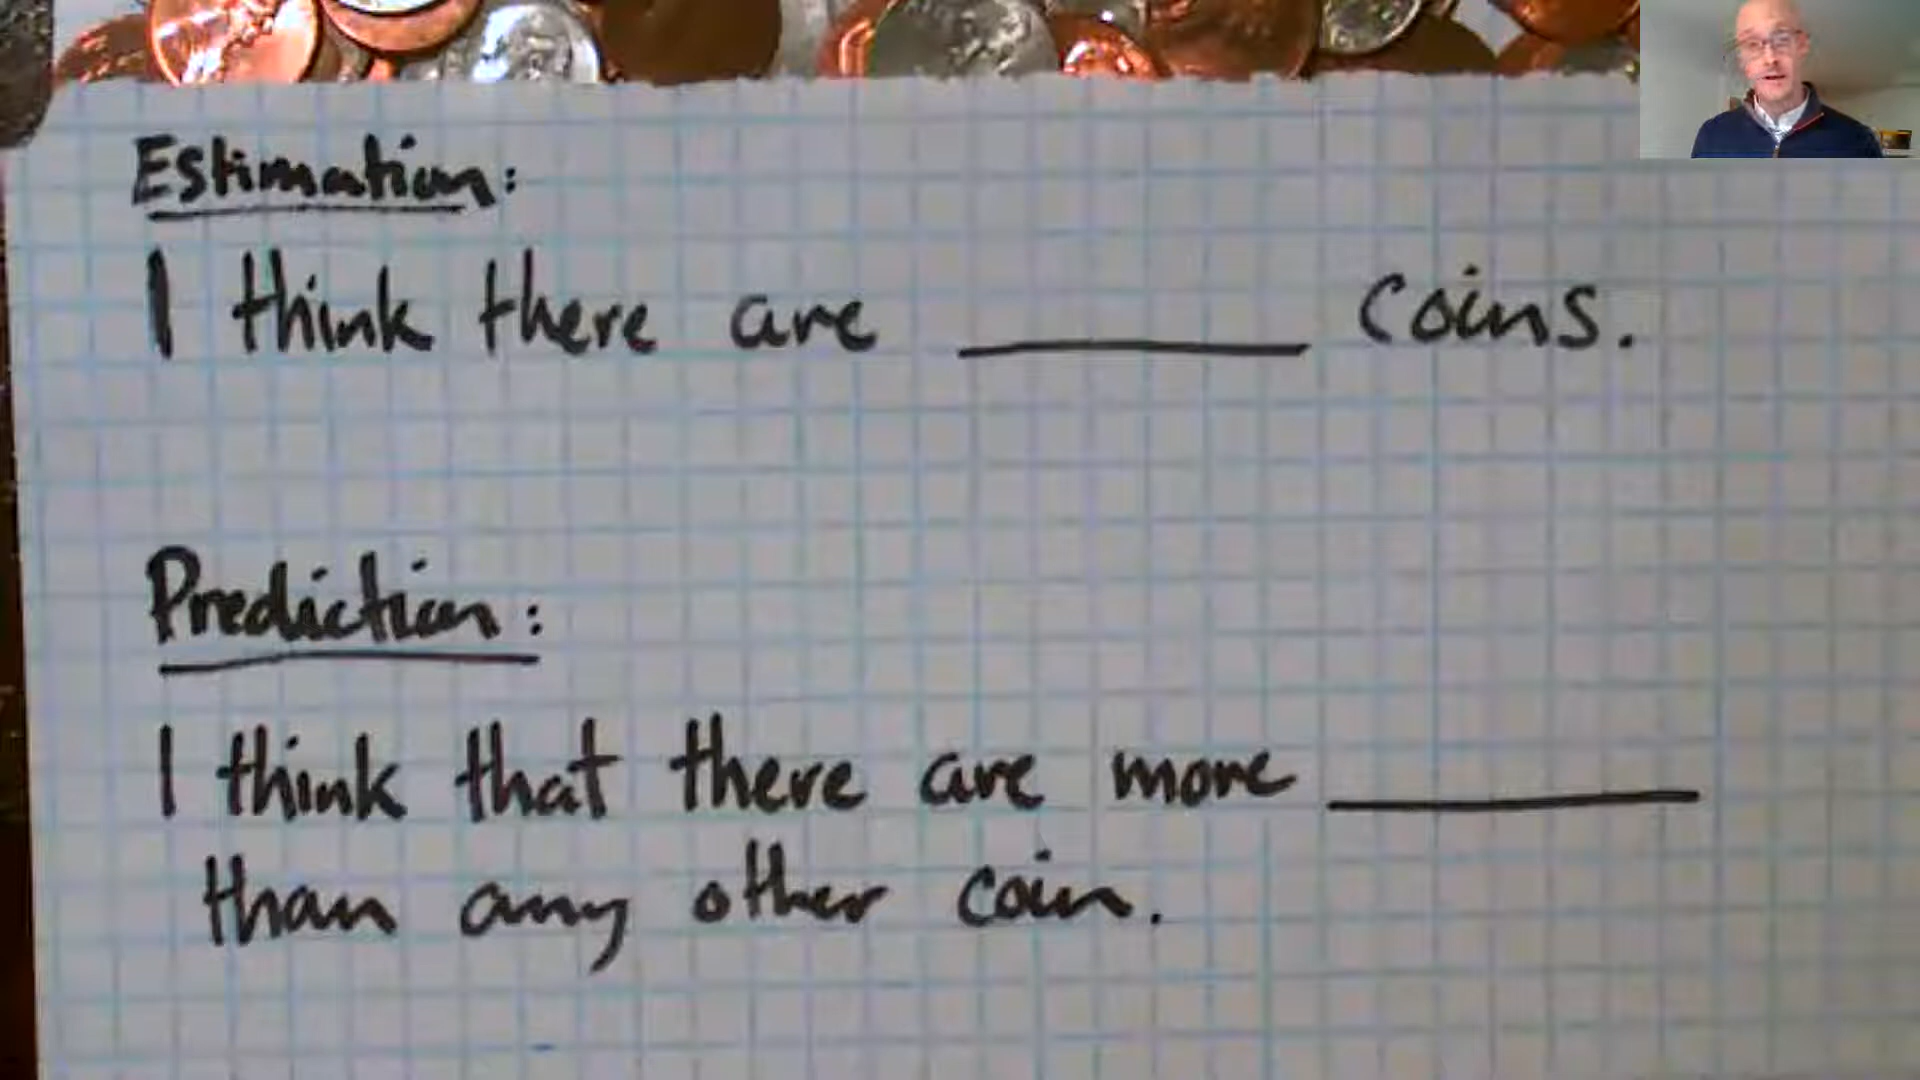 Estimation:
I think there are ______ coins.
Prediction:
I think that there are more ______
than any other coin.